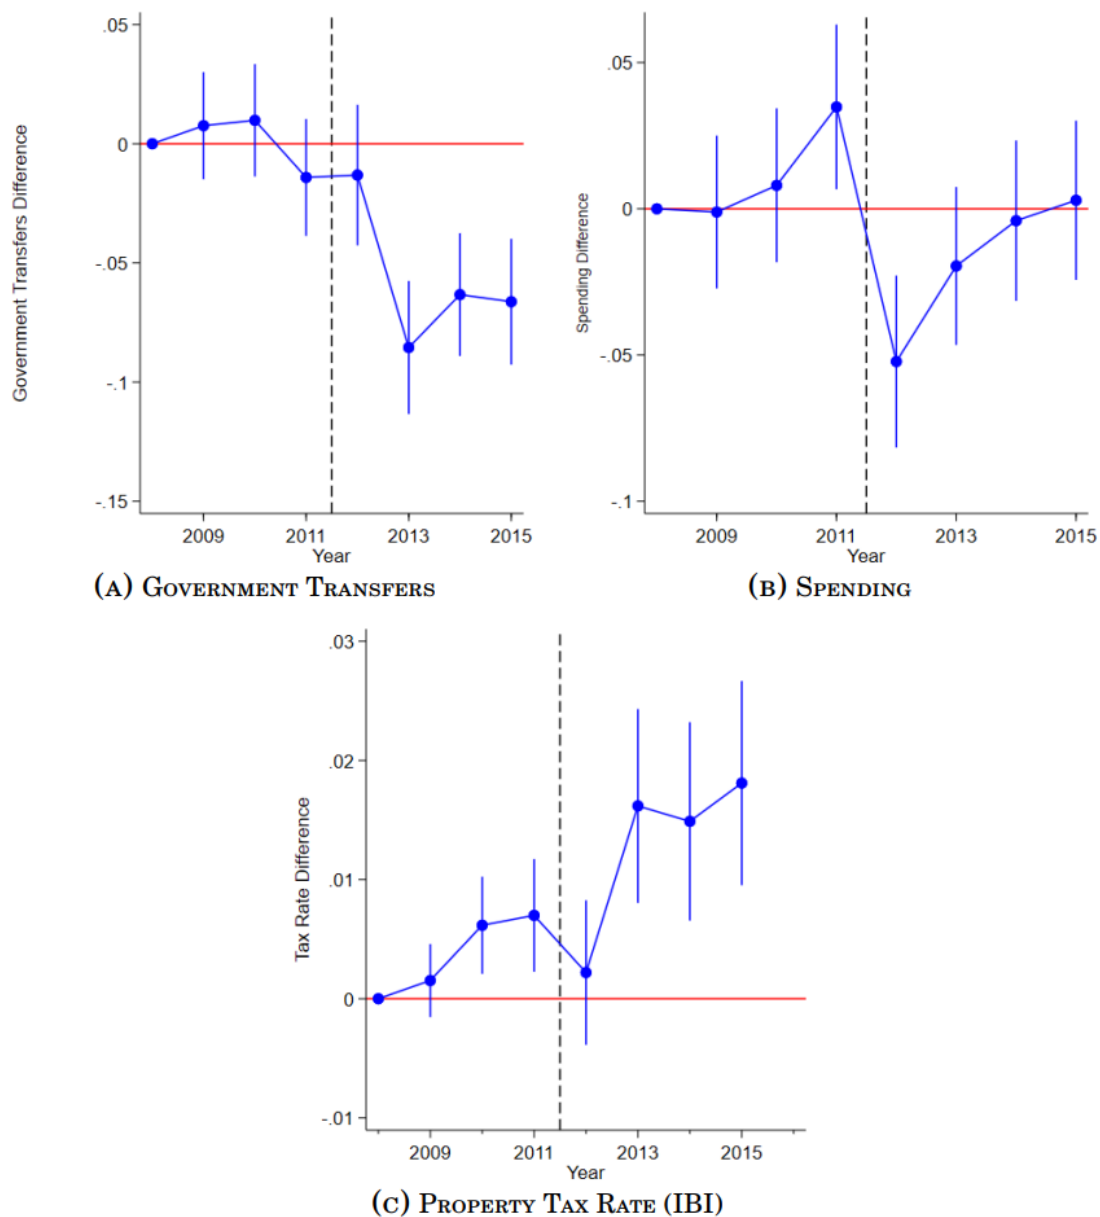 .05
0
-.05
-.1
-.15
Government Transfers Difference
2009 2011 2013 2015
Year
(A) Government Transfers
.05
0
-.05
-.1
Spending Difference
2009 2011 2013 2015
Year
(B) Spending
.03
.02
.01
0
-.01
Tax Rate Difference
2009 2011 2013 2015
Year
(C) Property Tax Rate (IBI)